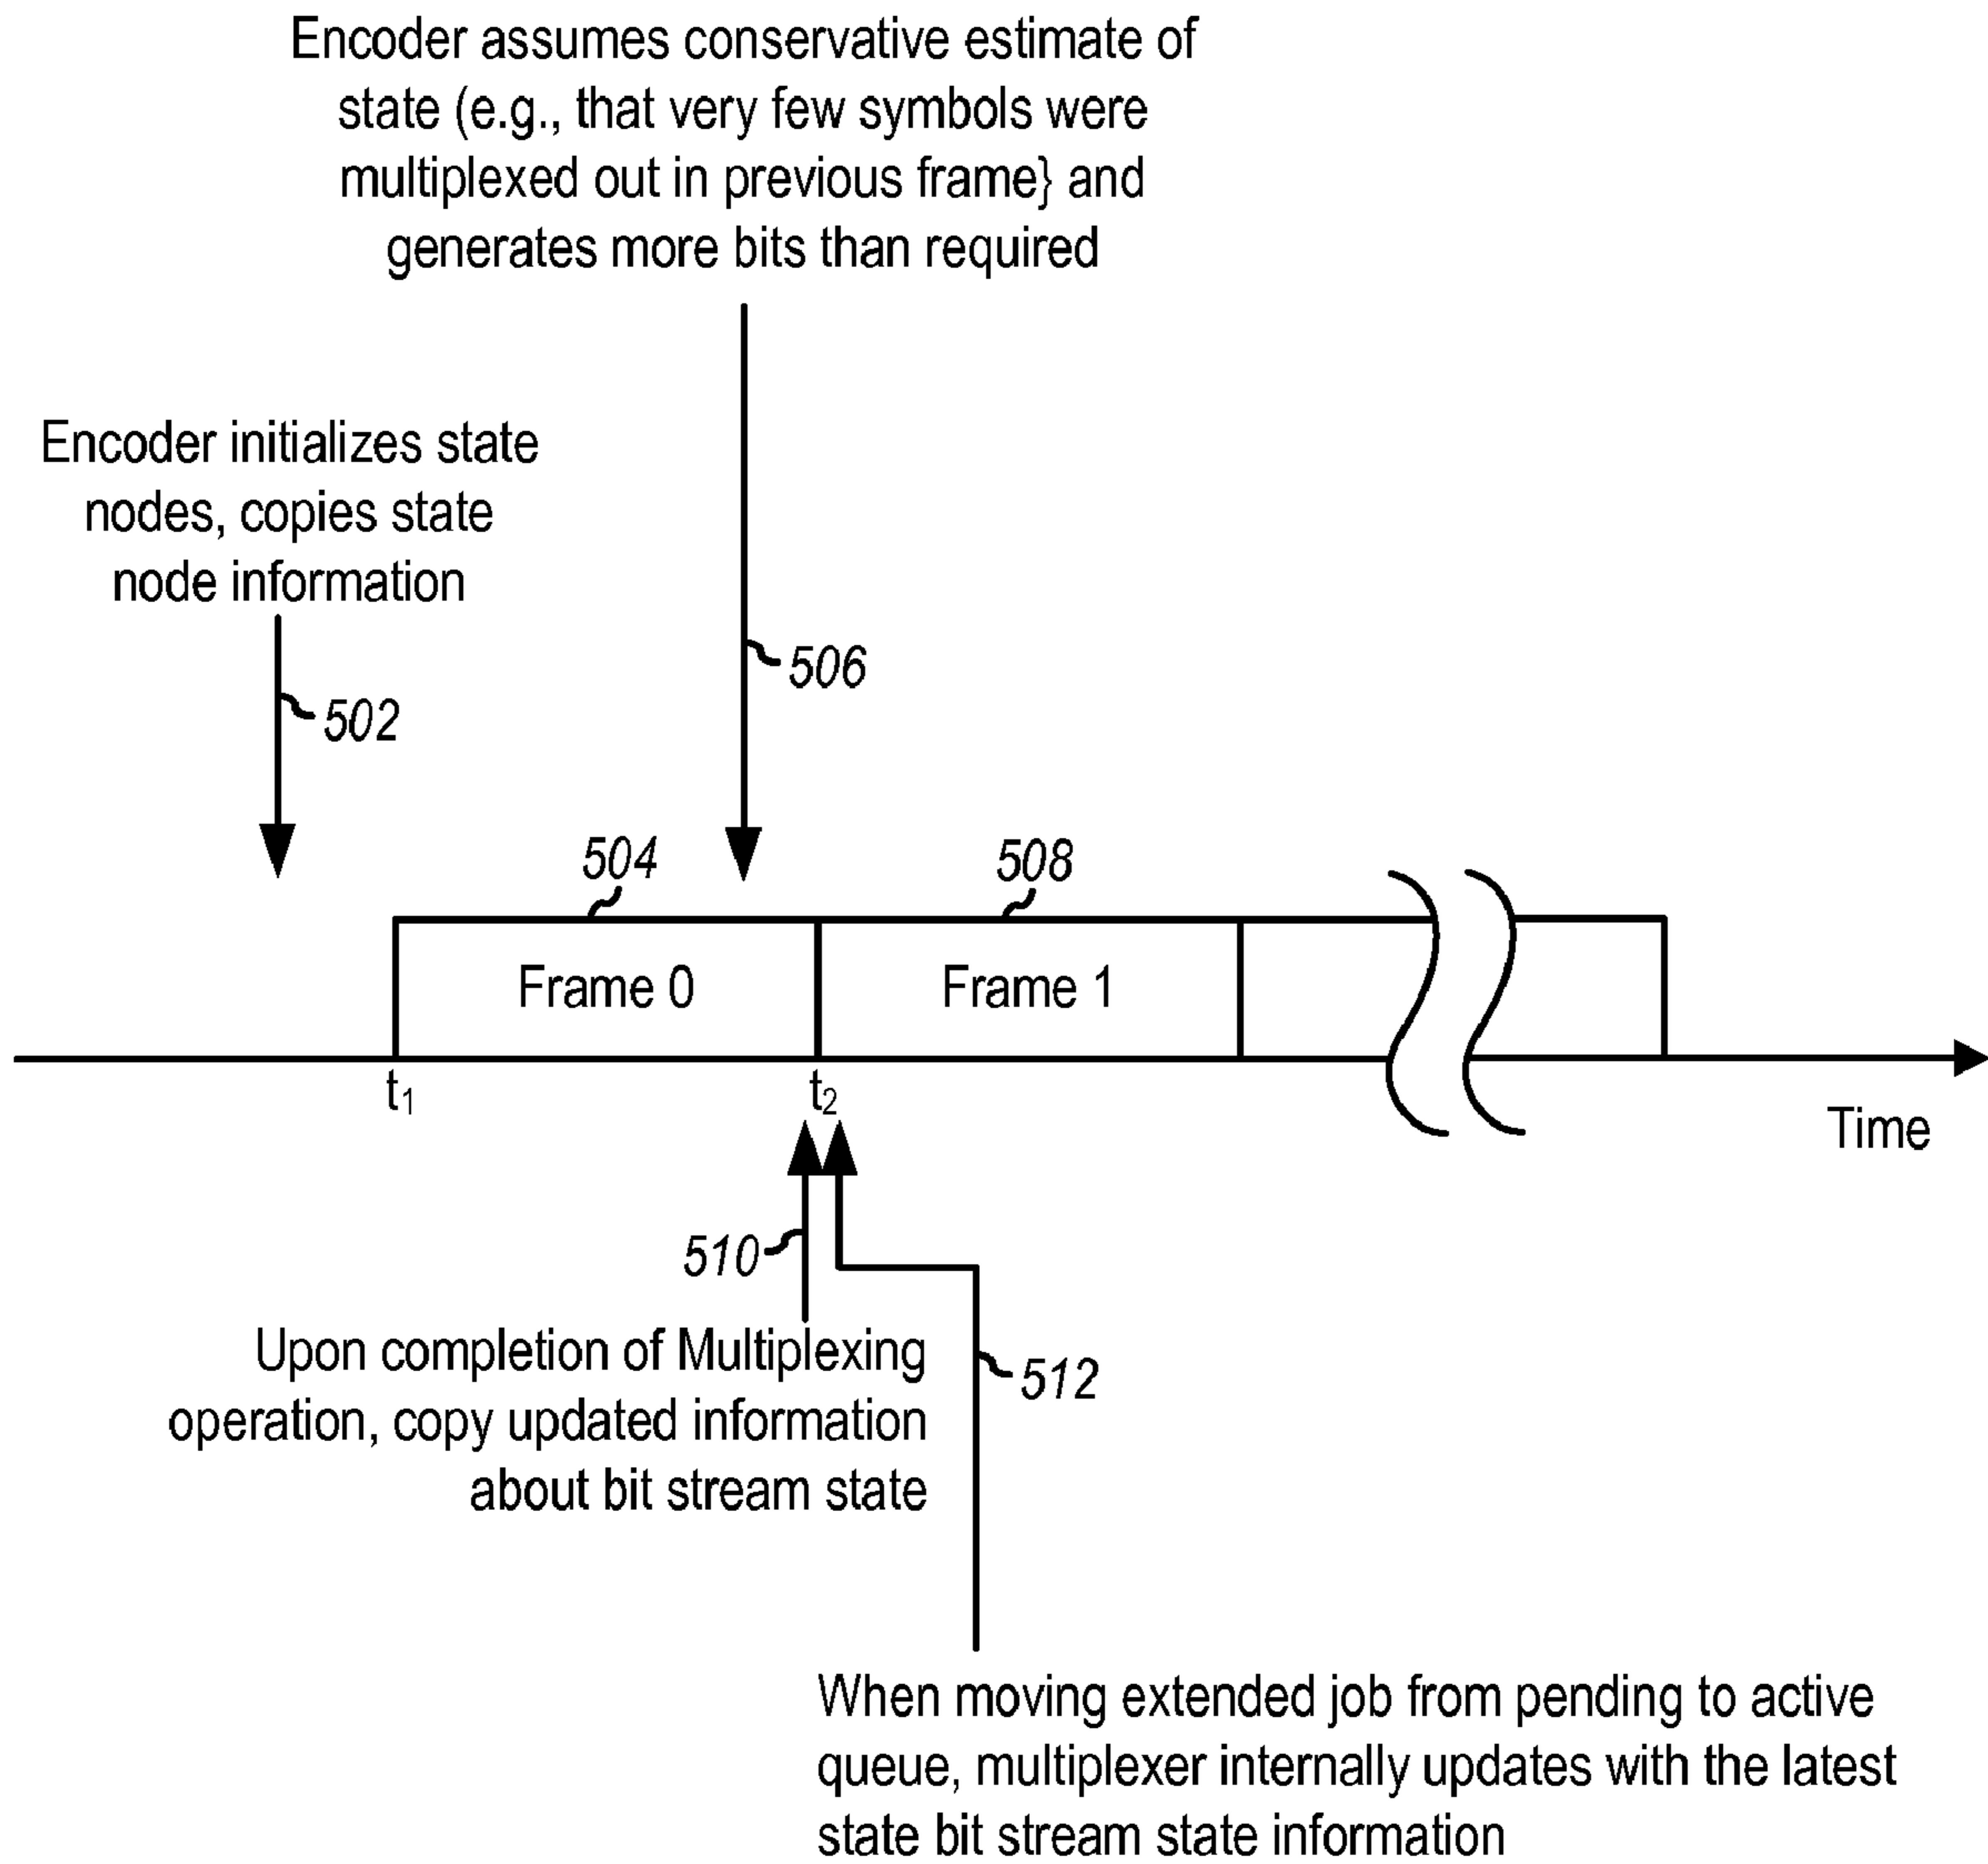 Encoder assumes conservative estimate of
state (e.g., that very few symbols were
multiplexed out in previous frame} and
generates more bits than required
Encoder initializes state
nodes, copies state
node information
506
502
504
508
Frame 0
Frame 1
t1
t2
Time
510
Upon completion of Multiplexing
operation, copy updated information
about bit stream state
512
When moving extended job from pending to active
queue, multiplexer internally updates with the latest
state bit stream state information